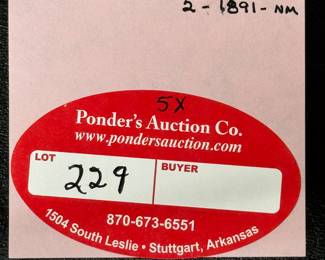 2 - 1891 - NM
5X
Ponder's Auction Co.
www.pondersauction.com
LOT
BUYER
229
870-673-6551
1504 South Leslie • Stuttgart, Arkansas